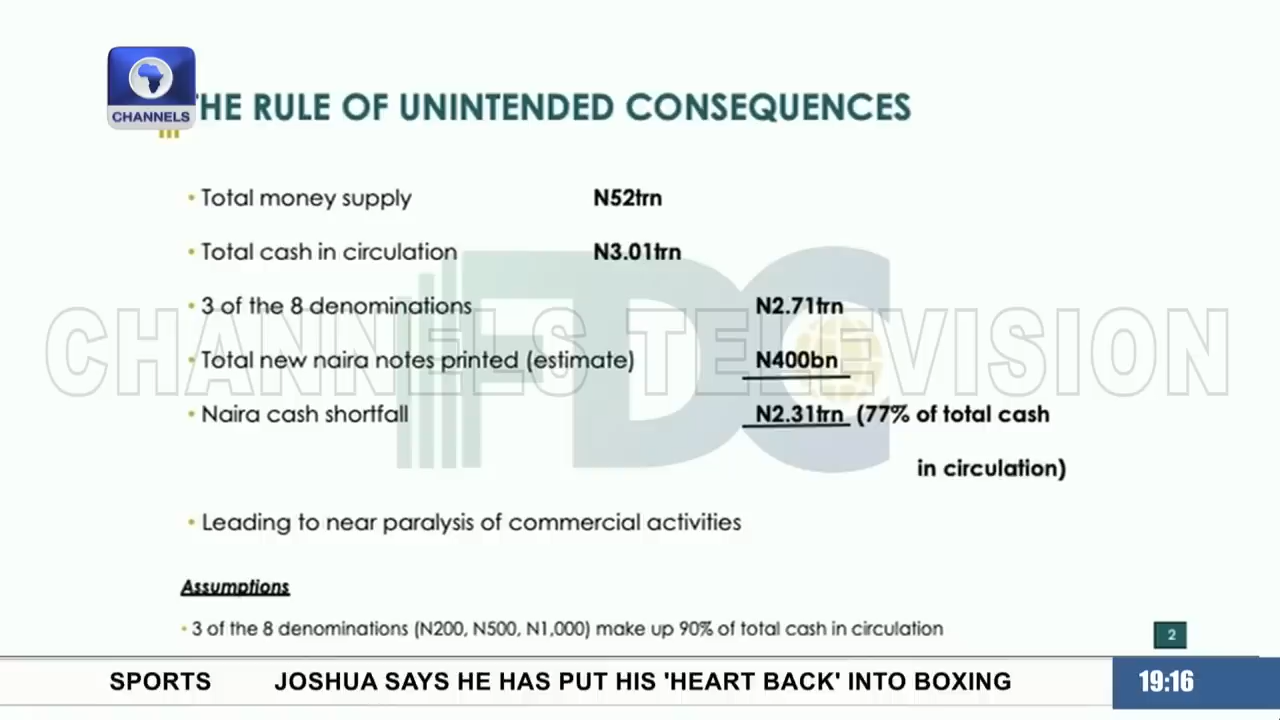 CHANNELS
THE RULE OF UNINTENDED CONSEQUENCES
• Total money supply N52trn
• Total cash in circulation N3.01trn
• 3 of the 8 denominations N2.71trn
• Total new naira notes printed (estimate) N400bn
• Naira cash shortfall N2.31trn (77% of total cash
in circulation)
• Leading to near paralysis of commercial activities
Assumptions
• 3 of the 8 denominations (N200, N500, N1,000) make up 90% of total cash in circulation
2
FDC
CHANNELS TELEVISION
SPORTS JOSHUA SAYS HE HAS PUT HIS 'HEART BACK' INTO BOXING 19:16